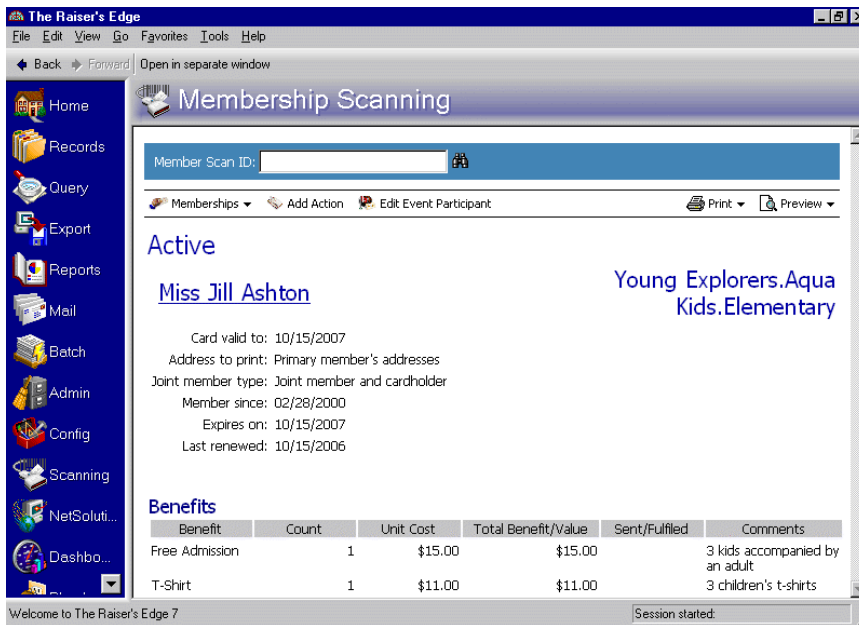 The Raiser's Edge
File Edit View Go Favorites Tools Help
Back Forward Open in separate window
Home
Records
Query
Export
Reports
Mail
Batch
Admin
Config
Scanning
NetSoluti...
Dashbo...
Membership Scanning
Member Scan ID:
Memberships Add Action Edit Event Participant Print Preview
Active
Miss Jill Ashton
Young Explorers.Aqua
Kids.Elementary
Card valid to: 10/15/2007
Address to print: Primary member's addresses
Joint member type: Joint member and cardholder
Member since: 02/28/2000
Expires on: 10/15/2007
Last renewed: 10/15/2006
Benefits
Benefit Count Unit Cost Total Benefit/Value Sent/Fulfiled Comments
Free Admission 1 $15.00 $15.00 3 kids accompanied by
an adult
T-Shirt 1 $11.00 $11.00 3 children's t-shirts
Welcome to The Raiser's Edge 7 Session started: